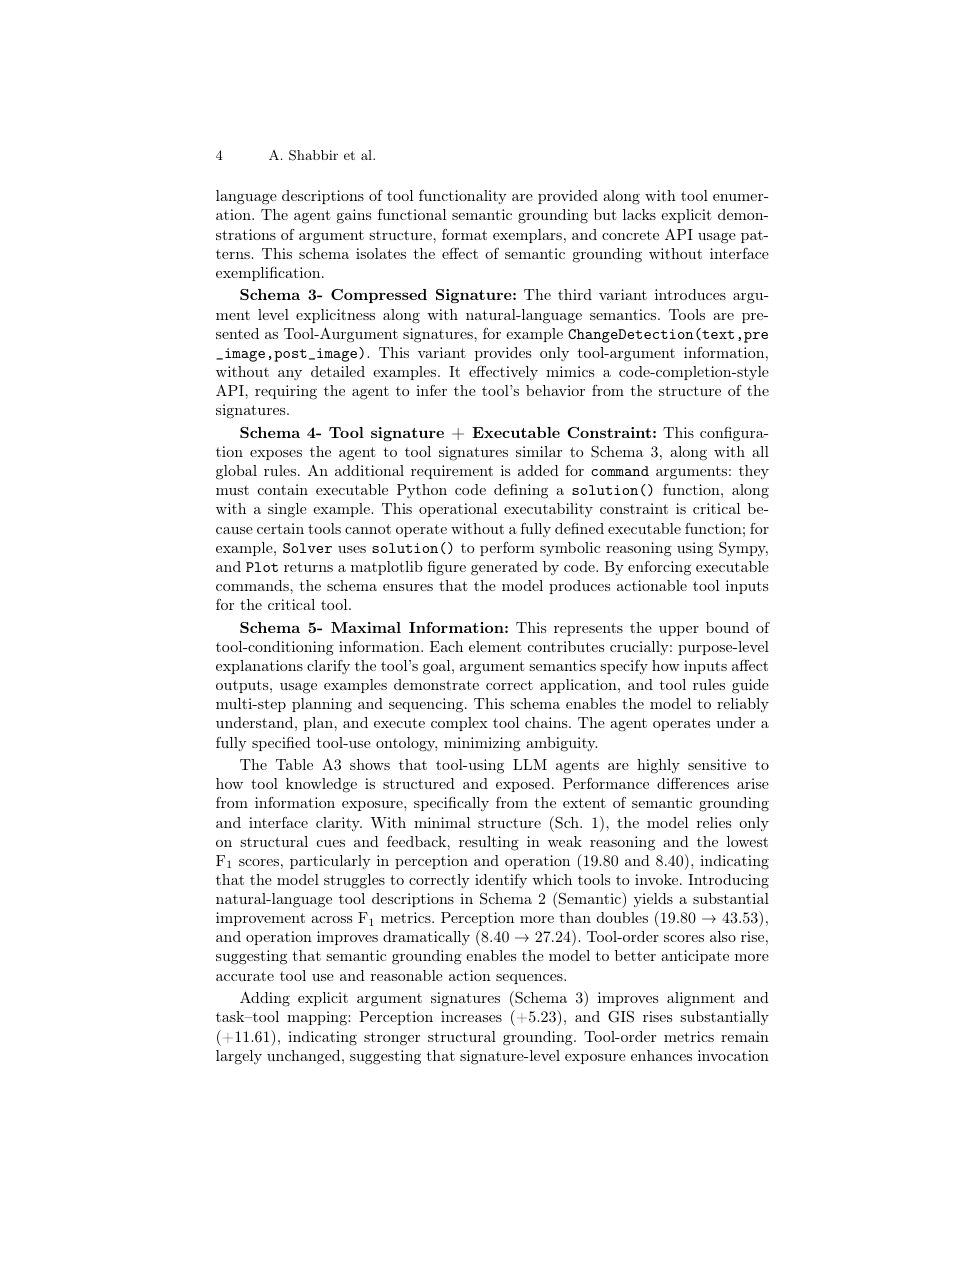 4 A. Shabbir et al.
language descriptions of tool functionality are provided along with tool enumer-
ation. The agent gains functional semantic grounding but lacks explicit demon-
strations of argument structure, format exemplars, and concrete API usage pat-
terns. This schema isolates the effect of semantic grounding without interface
exemplification.
Schema 3- Compressed Signature: The third variant introduces argu-
ment level explicitness along with natural-language semantics. Tools are pre-
sented as Tool-Aurgument signatures, for example ChangeDetection(text,pre
_image,post_image). This variant provides only tool-argument information,
without any detailed examples. It effectively mimics a code-completion-style
API, requiring the agent to infer the tool's behavior from the structure of the
signatures.
Schema 4- Tool signature + Executable Constraint: This configura-
tion exposes the agent to tool signatures similar to Schema 3, along with all
global rules. An additional requirement is added for command arguments: they
must contain executable Python code defining a solution() function, along
with a single example. This operational executability constraint is critical be-
cause certain tools cannot operate without a fully defined executable function; for
example, Solver uses solution() to perform symbolic reasoning using Sympy,
and Plot returns a matplotlib figure generated by code. By enforcing executable
commands, the schema ensures that the model produces actionable tool inputs
for the critical tool.
Schema 5- Maximal Information: This represents the upper bound of
tool-conditioning information. Each element contributes crucially: purpose-level
explanations clarify the tool's goal, argument semantics specify how inputs affect
outputs, usage examples demonstrate correct application, and tool rules guide
multi-step planning and sequencing. This schema enables the model to reliably
understand, plan, and execute complex tool chains. The agent operates under a
fully specified tool-use ontology, minimizing ambiguity.
The Table A3 shows that tool-using LLM agents are highly sensitive to
how tool knowledge is structured and exposed. Performance differences arise
from information exposure, specifically from the extent of semantic grounding
and interface clarity. With minimal structure (Sch. 1), the model relies only
on structural cues and feedback, resulting in weak reasoning and the lowest
F₁ scores, particularly in perception and operation (19.80 and 8.40), indicating
that the model struggles to correctly identify which tools to invoke. Introducing
natural-language tool descriptions in Schema 2 (Semantic) yields a substantial
improvement across F₁ metrics. Perception more than doubles (19.80 → 43.53),
and operation improves dramatically (8.40 → 27.24). Tool-order scores also rise,
suggesting that semantic grounding enables the model to better anticipate more
accurate tool use and reasonable action sequences.
Adding explicit argument signatures (Schema 3) improves alignment and
task–tool mapping: Perception increases (+5.23), and GIS rises substantially
(+11.61), indicating stronger structural grounding. Tool-order metrics remain
largely unchanged, suggesting that signature-level exposure enhances invocation